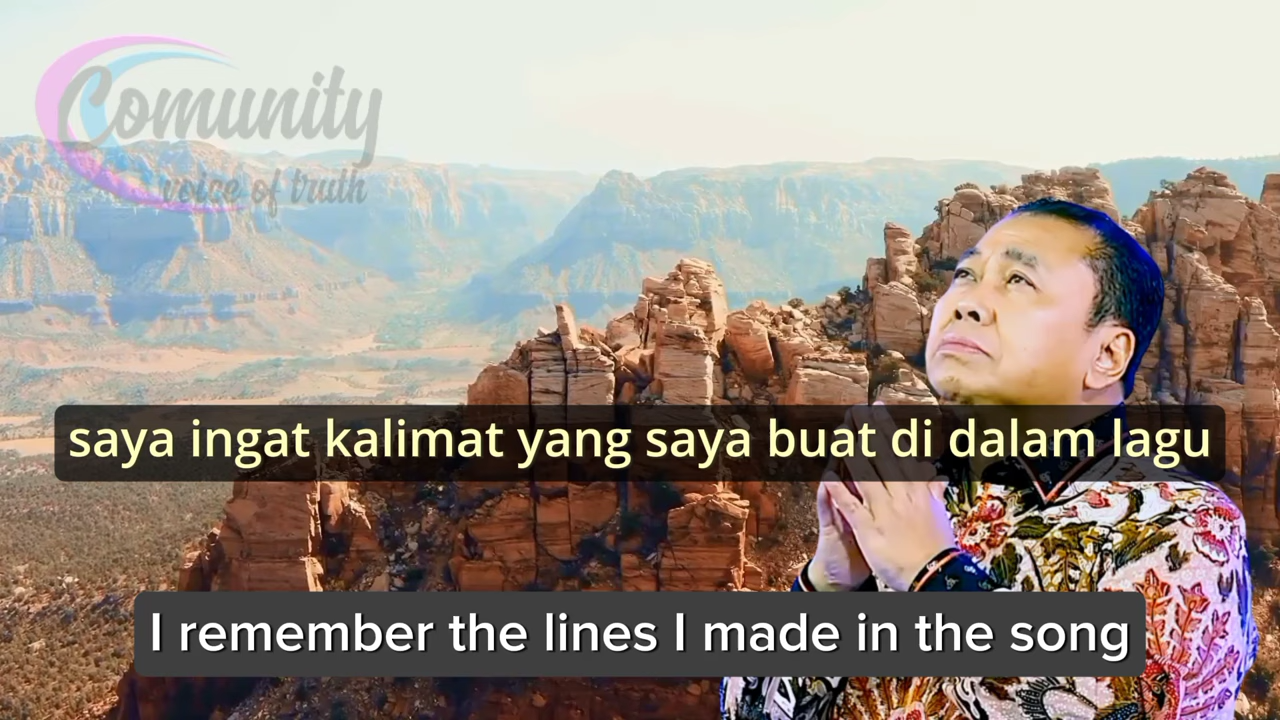 Comunity
voice of truth
saya ingat kalimat yang saya buat di dalam lagu
I remember the lines I made in the song